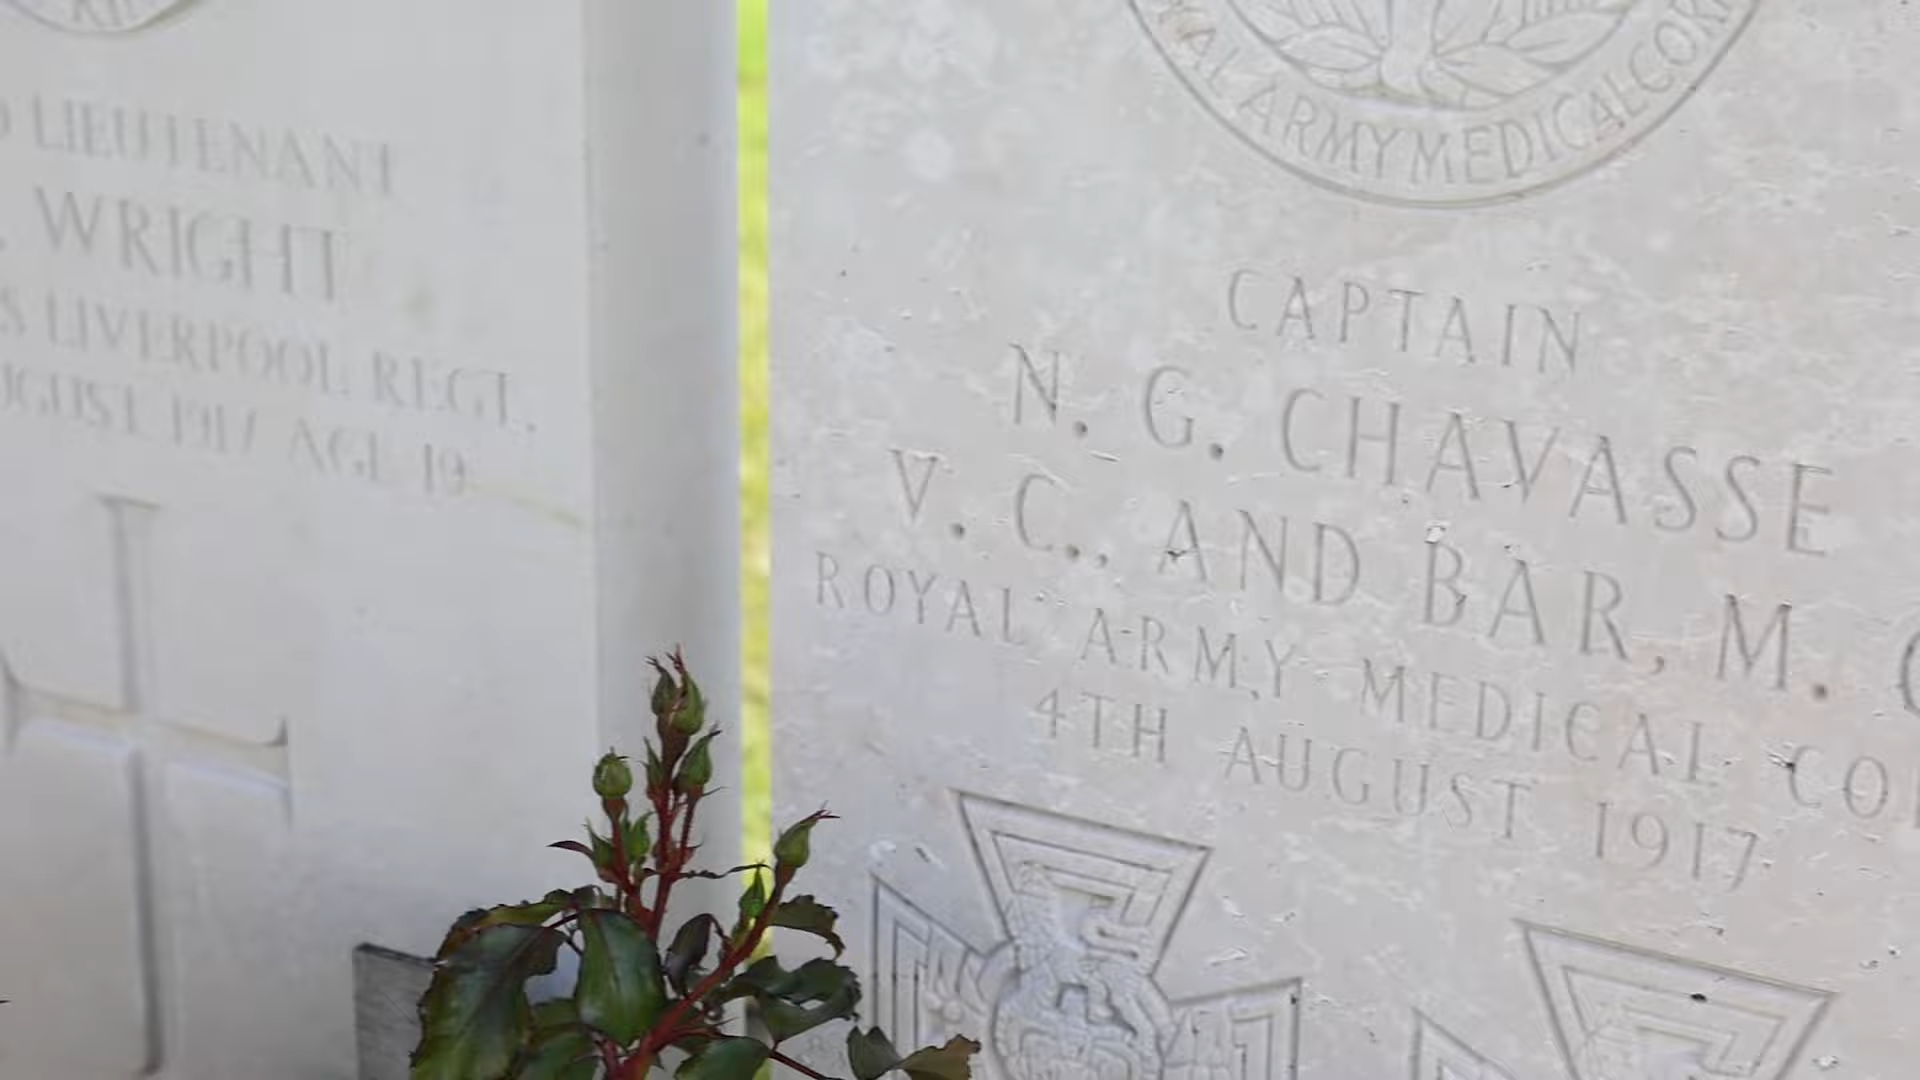 LIEUTENANT
WRIGHT
LIVERPOOL REGT.
1917 AGE 19
ARMY MEDICAL
CAPTAIN
N. G. CHAVASSE
V. C., AND BAR, M.
ROYAL ARMY MEDICAL
4TH AUGUST 1917